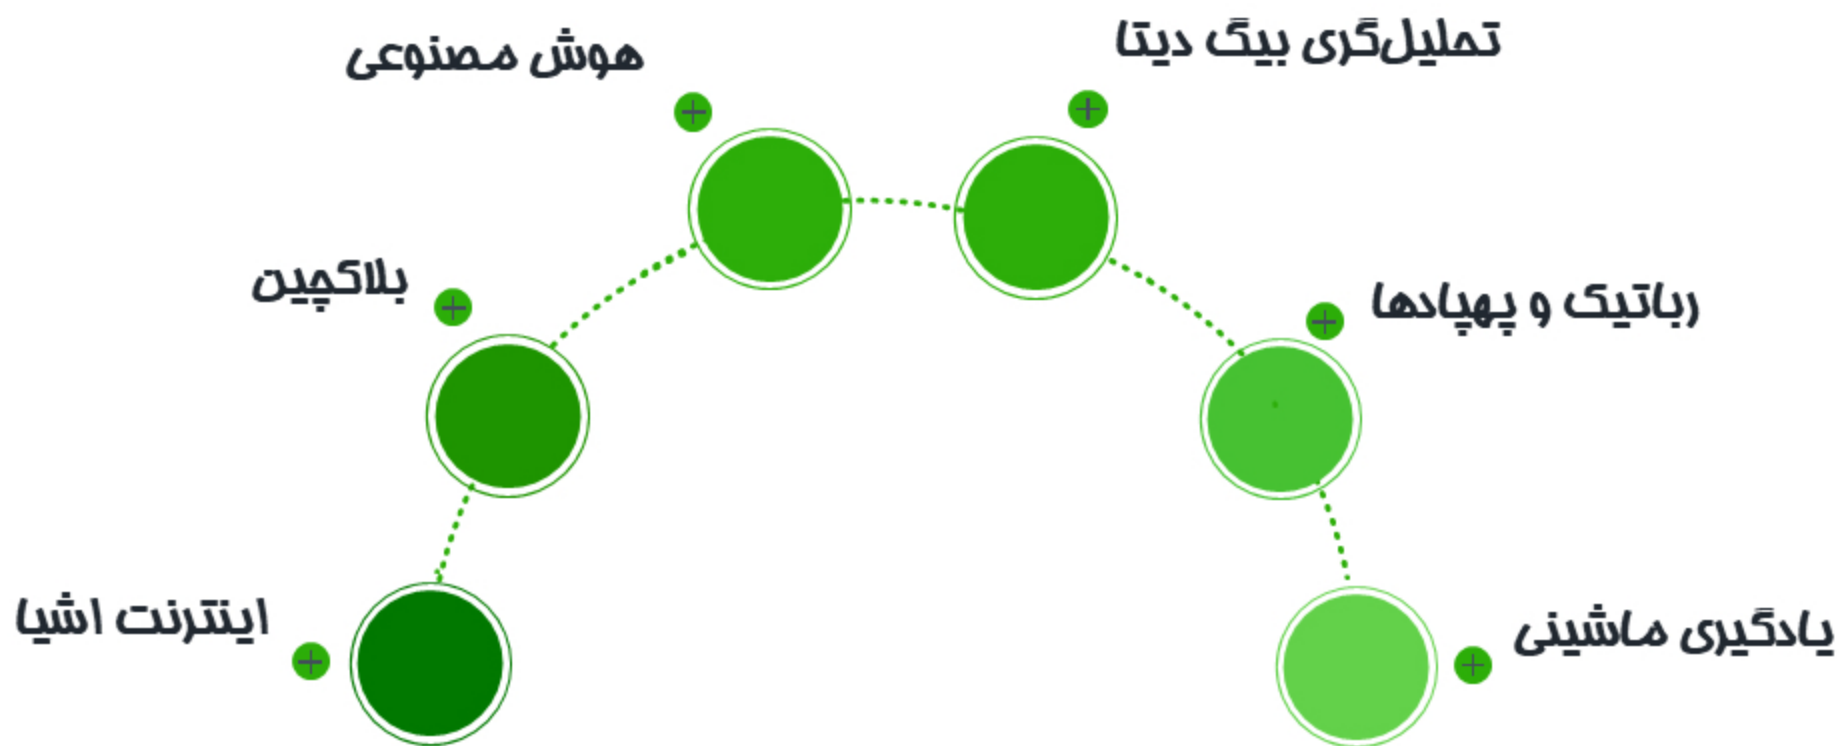 تحلیل‌گری بیگ دیتا
هوش مصنوعی
رباتیک و پهپادها
بلاکچین
یادگیری ماشینی
اینترنت اشیا